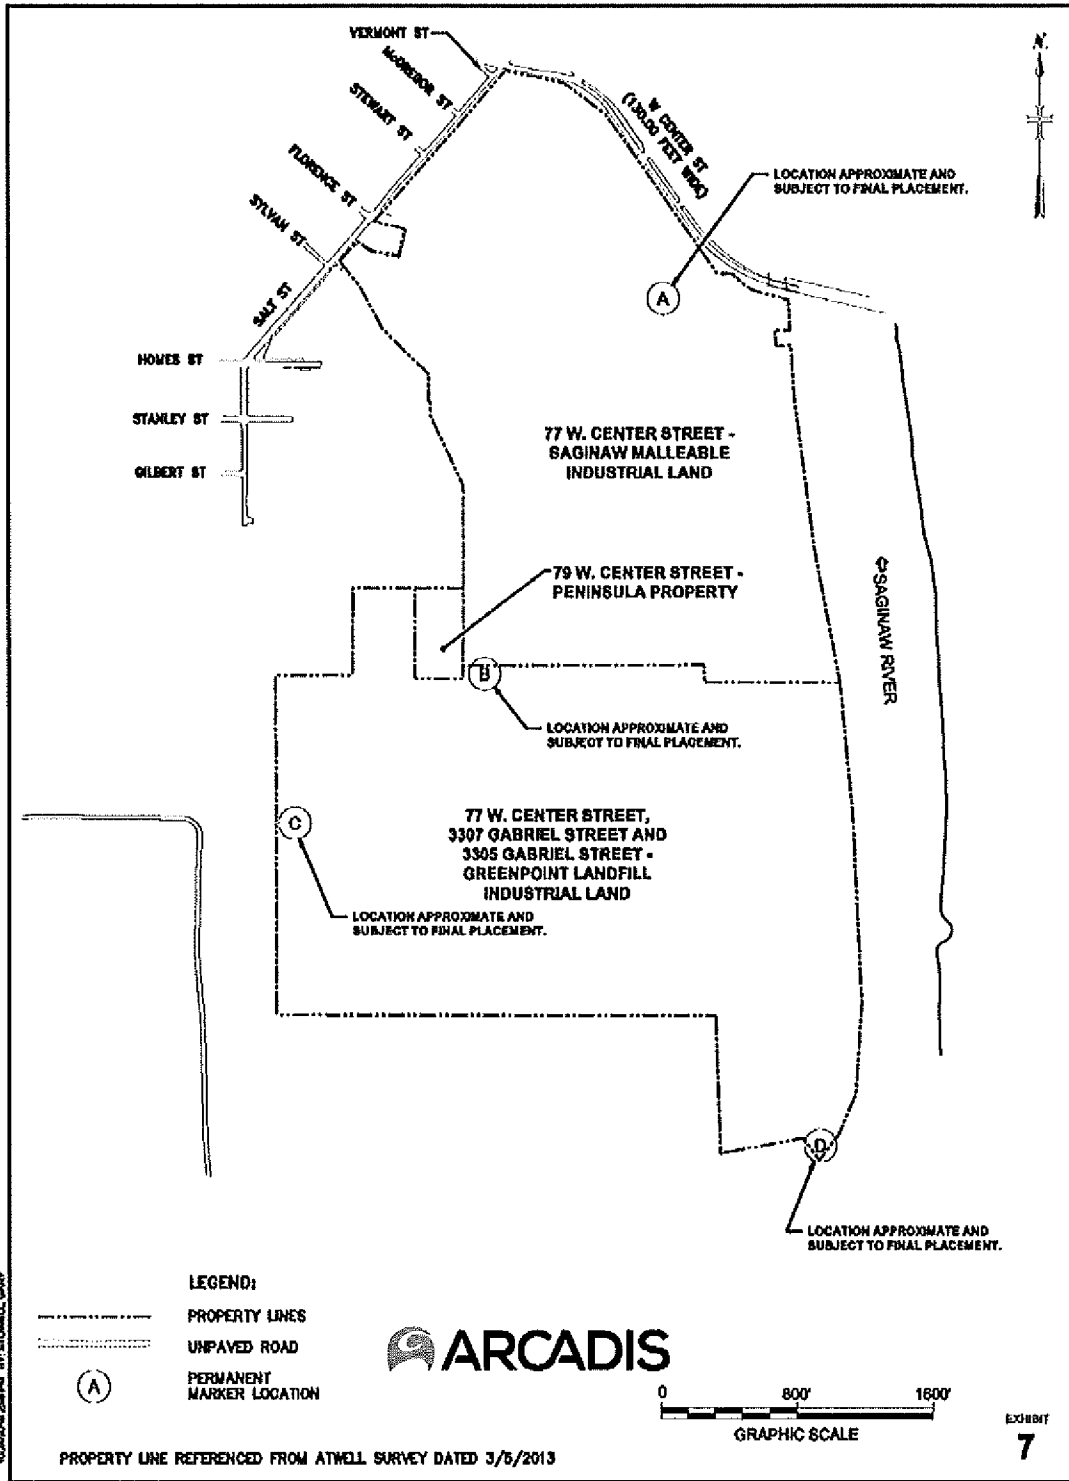 VERMONT ST
McGREGOR ST
STEWART ST
FLORENCE ST
SYLVAN ST
SALT ST
HOMES ST
STANLEY ST
GILBERT ST
W CENTER ST
(130.00 FEET WIDE)
N
LOCATION APPROXIMATE AND
SUBJECT TO FINAL PLACEMENT.
A
77 W. CENTER STREET -
SAGINAW MALLEABLE
INDUSTRIAL LAND
79 W. CENTER STREET -
PENINSULA PROPERTY
SAGINAW RIVER
B
LOCATION APPROXIMATE AND
SUBJECT TO FINAL PLACEMENT.
C
77 W. CENTER STREET,
3307 GABRIEL STREET AND
3305 GABRIEL STREET -
GREENPOINT LANDFILL
INDUSTRIAL LAND
LOCATION APPROXIMATE AND
SUBJECT TO FINAL PLACEMENT.
D
LOCATION APPROXIMATE AND
SUBJECT TO FINAL PLACEMENT.
LEGEND:
PROPERTY LINES
UNPAVED ROAD
A
PERMANENT
MARKER LOCATION
ARCADIS
0 800' 1600'
GRAPHIC SCALE
EXHIBIT
7
PROPERTY LINE REFERENCED FROM ATWELL SURVEY DATED 3/5/2013